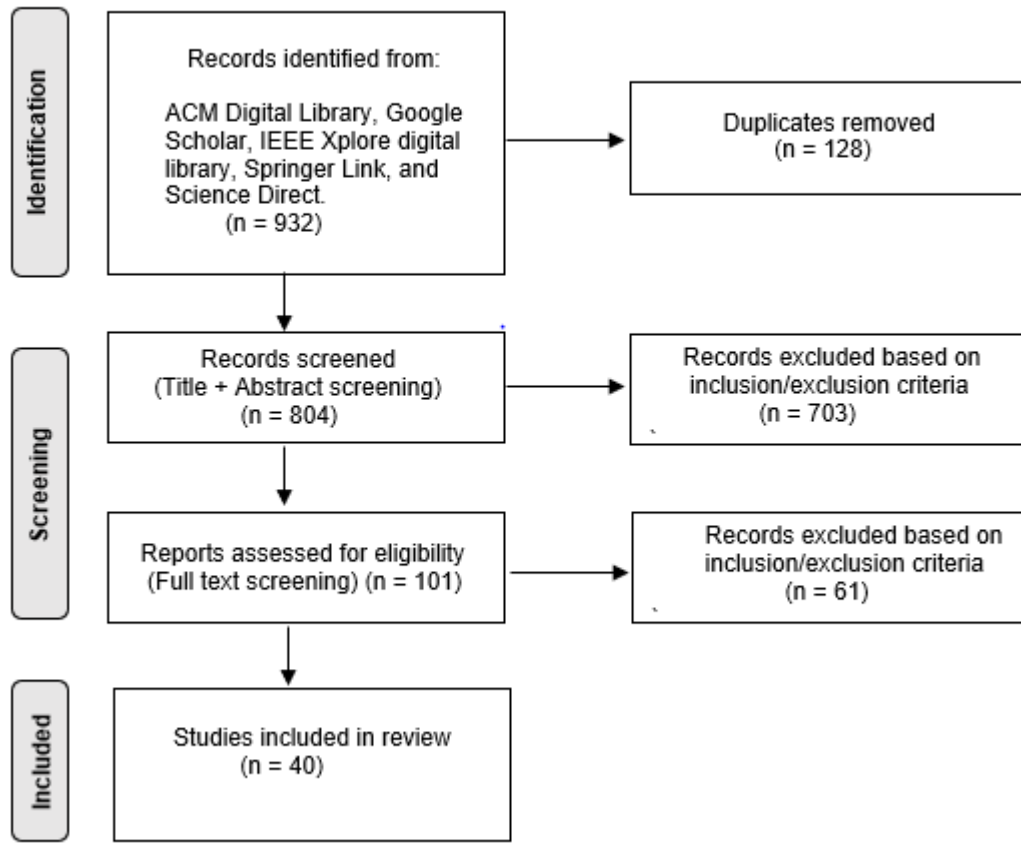 Identification
Records identified from:
ACM Digital Library, Google
Scholar, IEEE Xplore digital
library, Springer Link, and
Science Direct.
(n = 932)
Duplicates removed
(n = 128)
Screening
Records screened
(Title + Abstract screening)
(n = 804)
Records excluded based on
inclusion/exclusion criteria
(n = 703)
Reports assessed for eligibility
(Full text screening) (n = 101)
Records excluded based on
inclusion/exclusion criteria
(n = 61)
Included
Studies included in review
(n = 40)